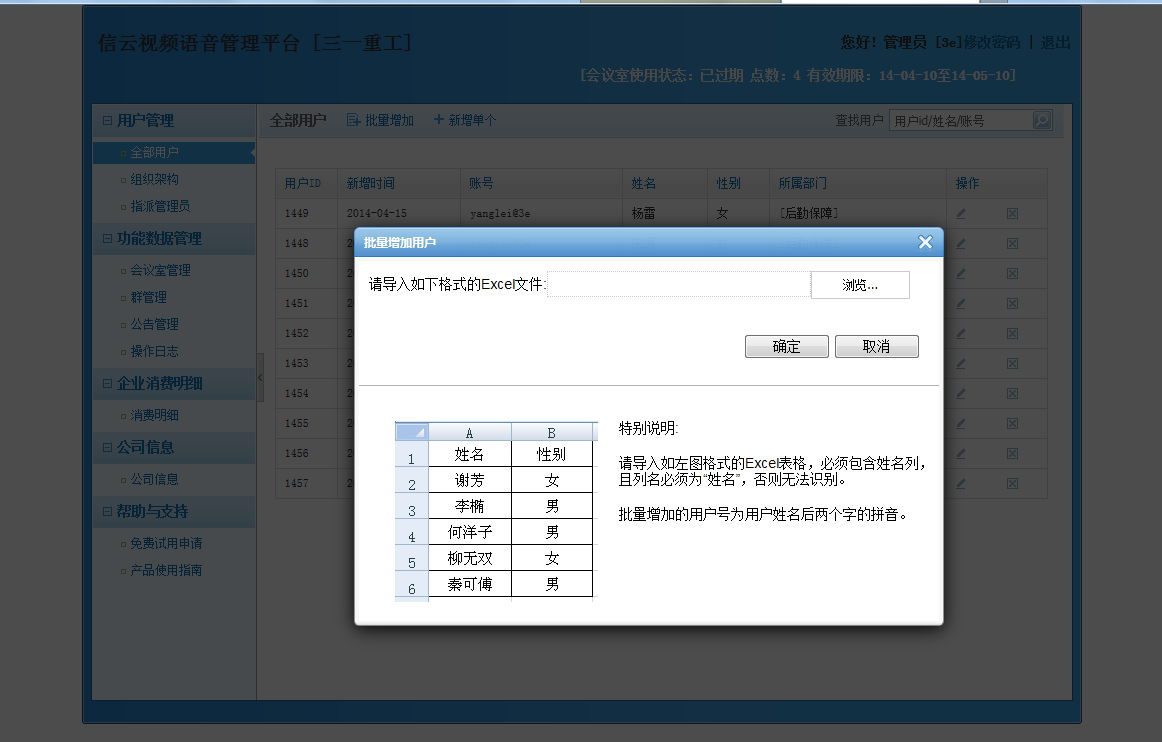 信云视频语音管理平台 [三一重工]
您好! 管理员 [3e]修改密码 | 退出
[会议室使用状态: 已过期 点数: 4 有效期限: 14-04-10至14-05-10]
用户管理
全部用户
组织架构
指派管理员
功能数据管理
会议室管理
群管理
公告管理
操作日志
企业消费明细
消费明细
公司信息
公司信息
帮助与支持
免费试用申请
产品使用指南
全部用户 批量增加 新增单个 查找用户 用户id/姓名/账号
用户ID 新增时间 账号 姓名 性别 所属部门 操作
1449 2014-04-15 yanglei@3e 杨雷 女 [后勤保障]
1448
1450
1451
1452
1453
1454
1455
1456
1457
批量增加用户
请导入如下格式的Excel文件: 浏览...
确定 取消
A B
1 姓名 性别
2 谢芳 女
3 李楠 男
4 何洋子 男
5 柳无双 女
6 秦可傅 男
特别说明:
请导入如左图格式的Excel表格，必须包含姓名列，
且列名必须为“姓名”，否则无法识别。
批量增加的用户号为用户姓名后两个字的拼音。